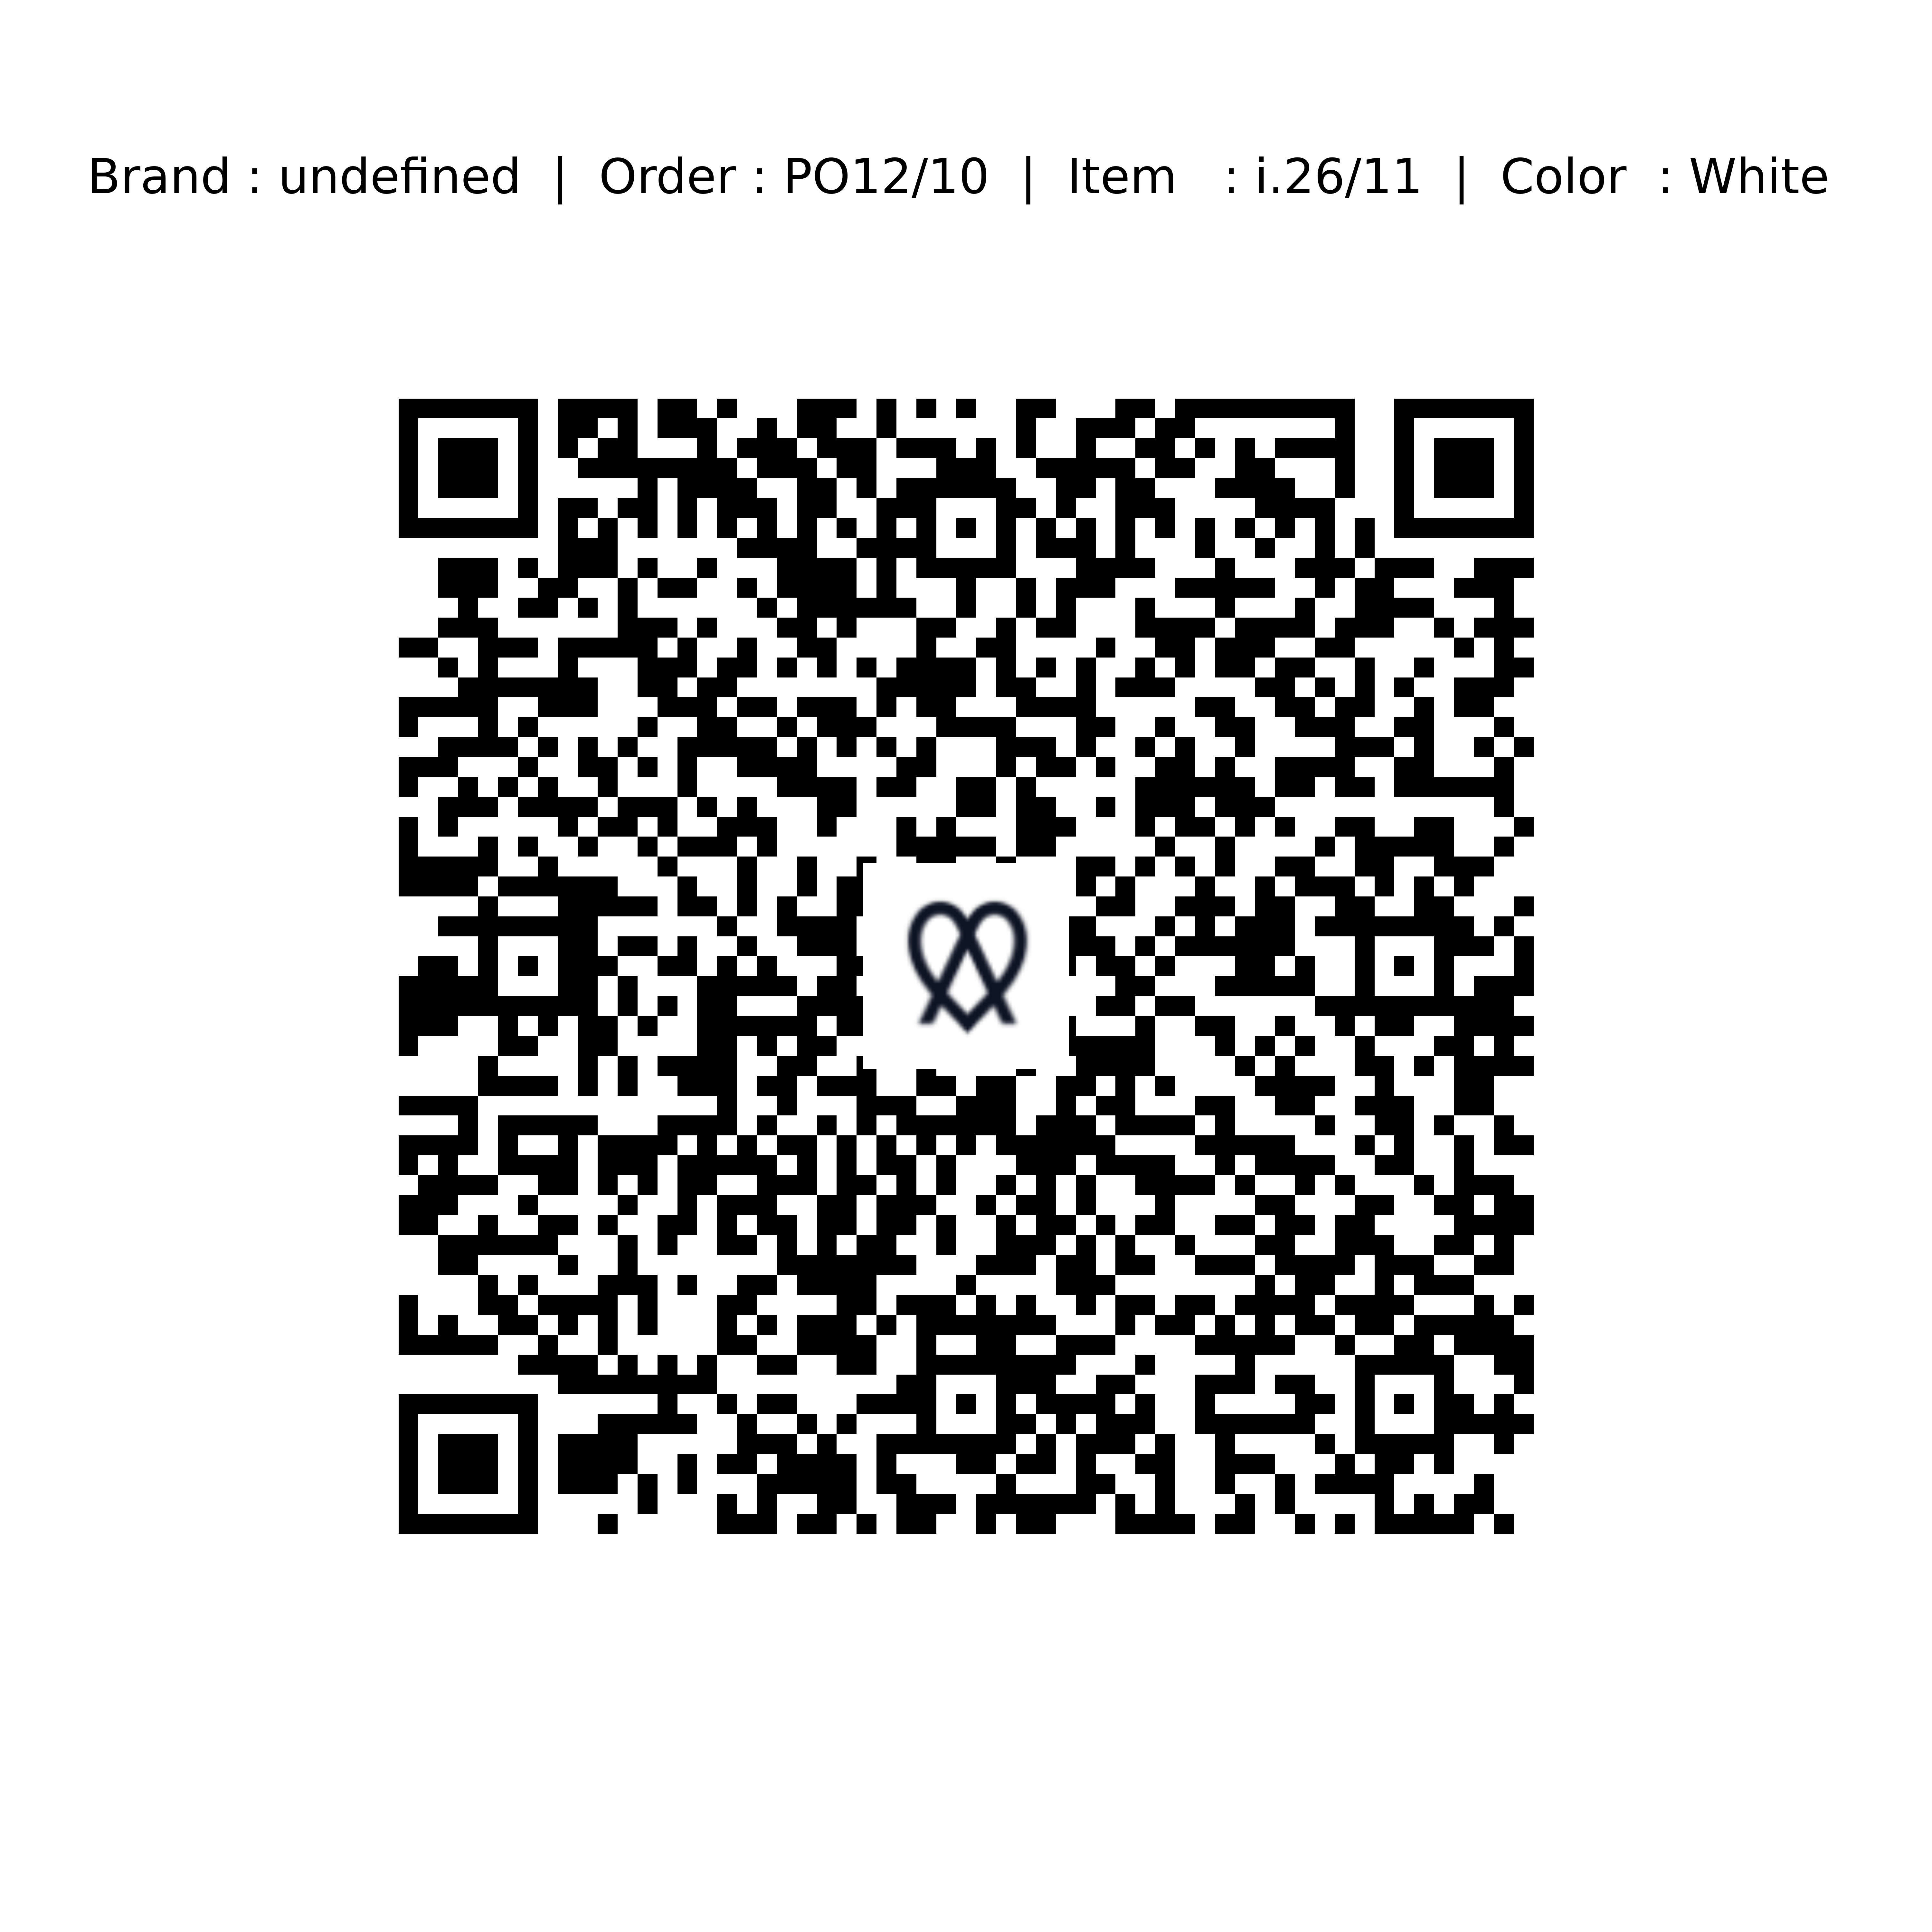 Brand : undefined | Order : PO12/10 | Item : i.26/11 | Color : White